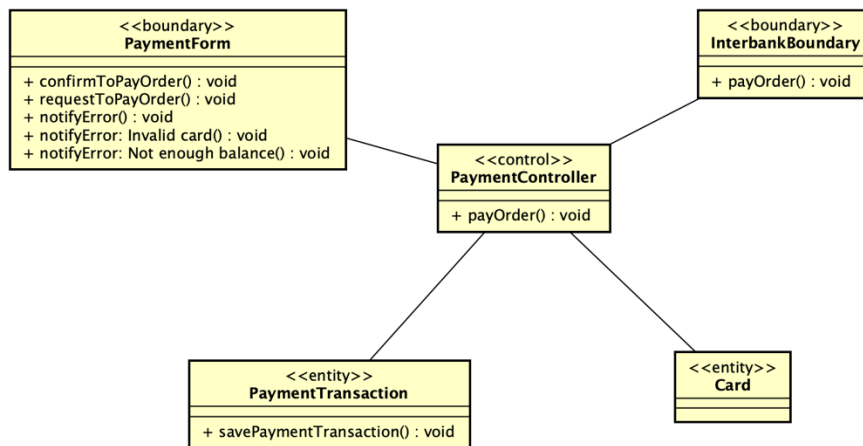 <<boundary>>
PaymentForm
+ confirmToPayOrder() : void
+ requestToPayOrder() : void
+ notifyError() : void
+ notifyError: Invalid card() : void
+ notifyError: Not enough balance() : void
<<boundary>>
InterbankBoundary
+ payOrder() : void
<<control>>
PaymentController
+ payOrder() : void
<<entity>>
PaymentTransaction
+ savePaymentTransaction() : void
<<entity>>
Card